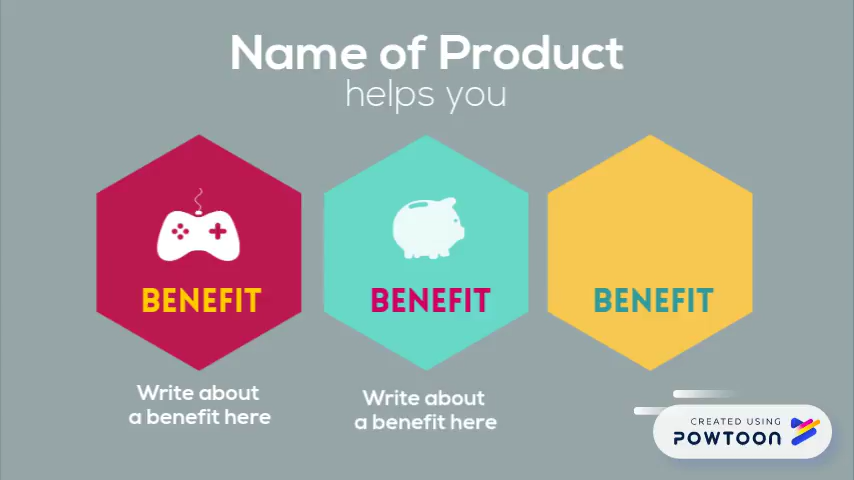 Name of Product
helps you
BENEFIT
BENEFIT
BENEFIT
Write about
a benefit here
Write about
a benefit here
CREATED USING
POWTOON